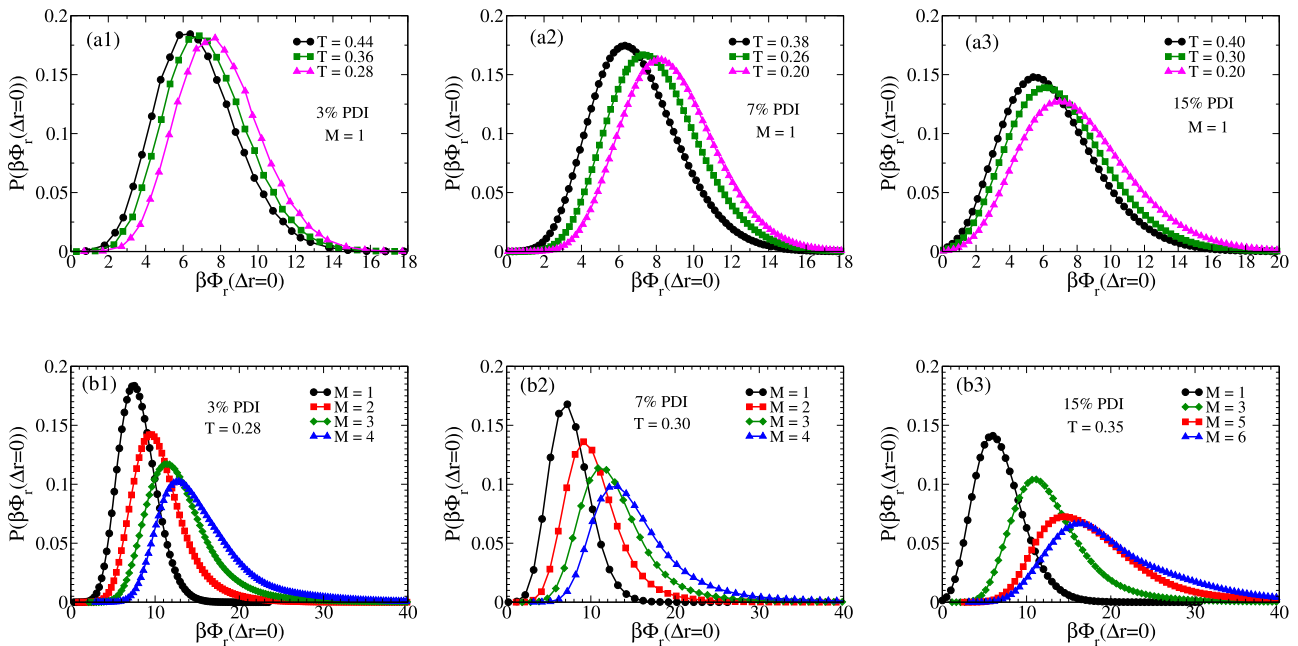 (a1)
T = 0.44
T = 0.36
T = 0.28
3% PDI
M = 1
P(βΦr(Δr=0))
0.2
0.15
0.1
0.05
0
0 2 4 6 8 10 12 14 16 18
βΦr(Δr=0)
(a2)
T = 0.38
T = 0.26
T = 0.20
7% PDI
M = 1
P(βΦr(Δr=0))
0.2
0.15
0.1
0.05
0
0 2 4 6 8 10 12 14 16 18
βΦr(Δr=0)
(a3)
T = 0.40
T = 0.30
T = 0.20
15% PDI
M = 1
P(βΦr(Δr=0))
0.2
0.15
0.1
0.05
0
0 2 4 6 8 10 12 14 16 18 20
βΦr(Δr=0)
(b1)
M = 1
M = 2
M = 3
M = 4
3% PDI
T = 0.28
P(βΦr(Δr=0))
0.2
0.15
0.1
0.05
0
0 10 20 30 40
βΦr(Δr=0)
(b2)
M = 1
M = 2
M = 3
M = 4
7% PDI
T = 0.30
P(βΦr(Δr=0))
0.2
0.15
0.1
0.05
0
0 10 20 30 40
βΦr(Δr=0)
(b3)
M = 1
M = 3
M = 5
M = 6
15% PDI
T = 0.35
P(βΦr(Δr=0))
0.2
0.15
0.1
0.05
0
0 10 20 30 40
βΦr(Δr=0)